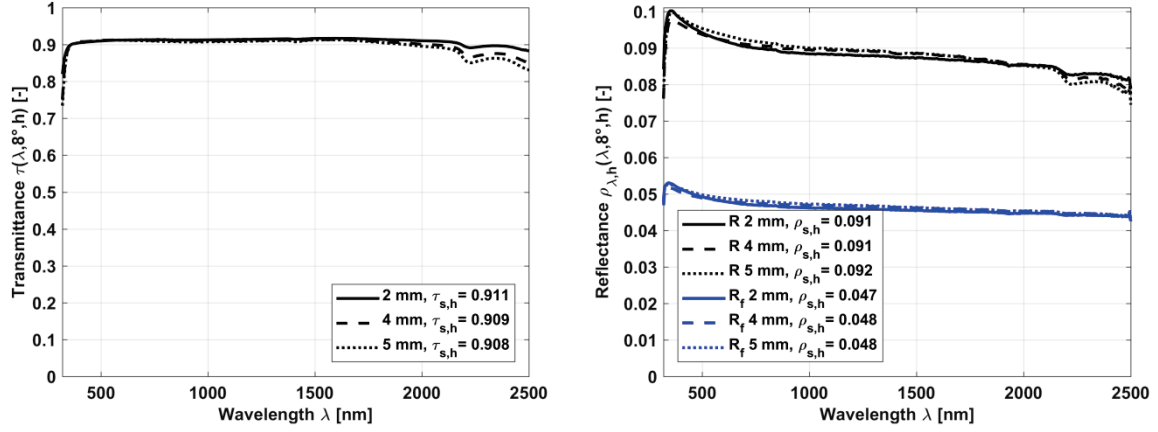 Transmittance τ(λ,8°,h) [-]
1
0.9
0.8
0.7
0.6
0.5
0.4
0.3
0.2
0.1
0
500
1000
1500
2000
2500
Wavelength λ [nm]
2 mm, τs,h= 0.911
4 mm, τs,h= 0.909
5 mm, τs,h= 0.908
Reflectance ρλ,h(λ,8°,h) [-]
0.1
0.09
0.08
0.07
0.06
0.05
0.04
0.03
0.02
0.01
0
500
1000
1500
2000
2500
Wavelength λ [nm]
R 2 mm, ρs,h= 0.091
R 4 mm, ρs,h= 0.091
R 5 mm, ρs,h= 0.092
Rf 2 mm, ρs,h= 0.047
Rf 4 mm, ρs,h= 0.048
Rf 5 mm, ρs,h= 0.048